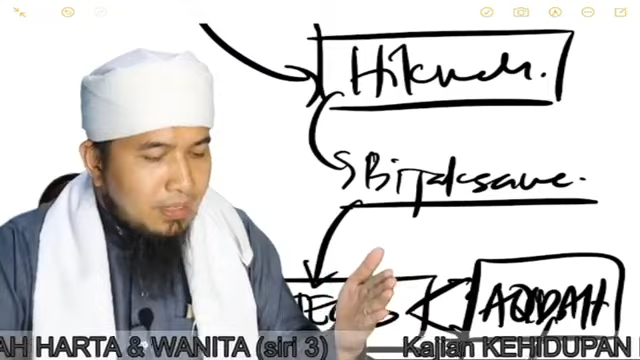 Hikmah.
Bijaksana.
AQIDAH
AH HARTA & WANITA (siri 3)
Kajian KEHIDUPAN